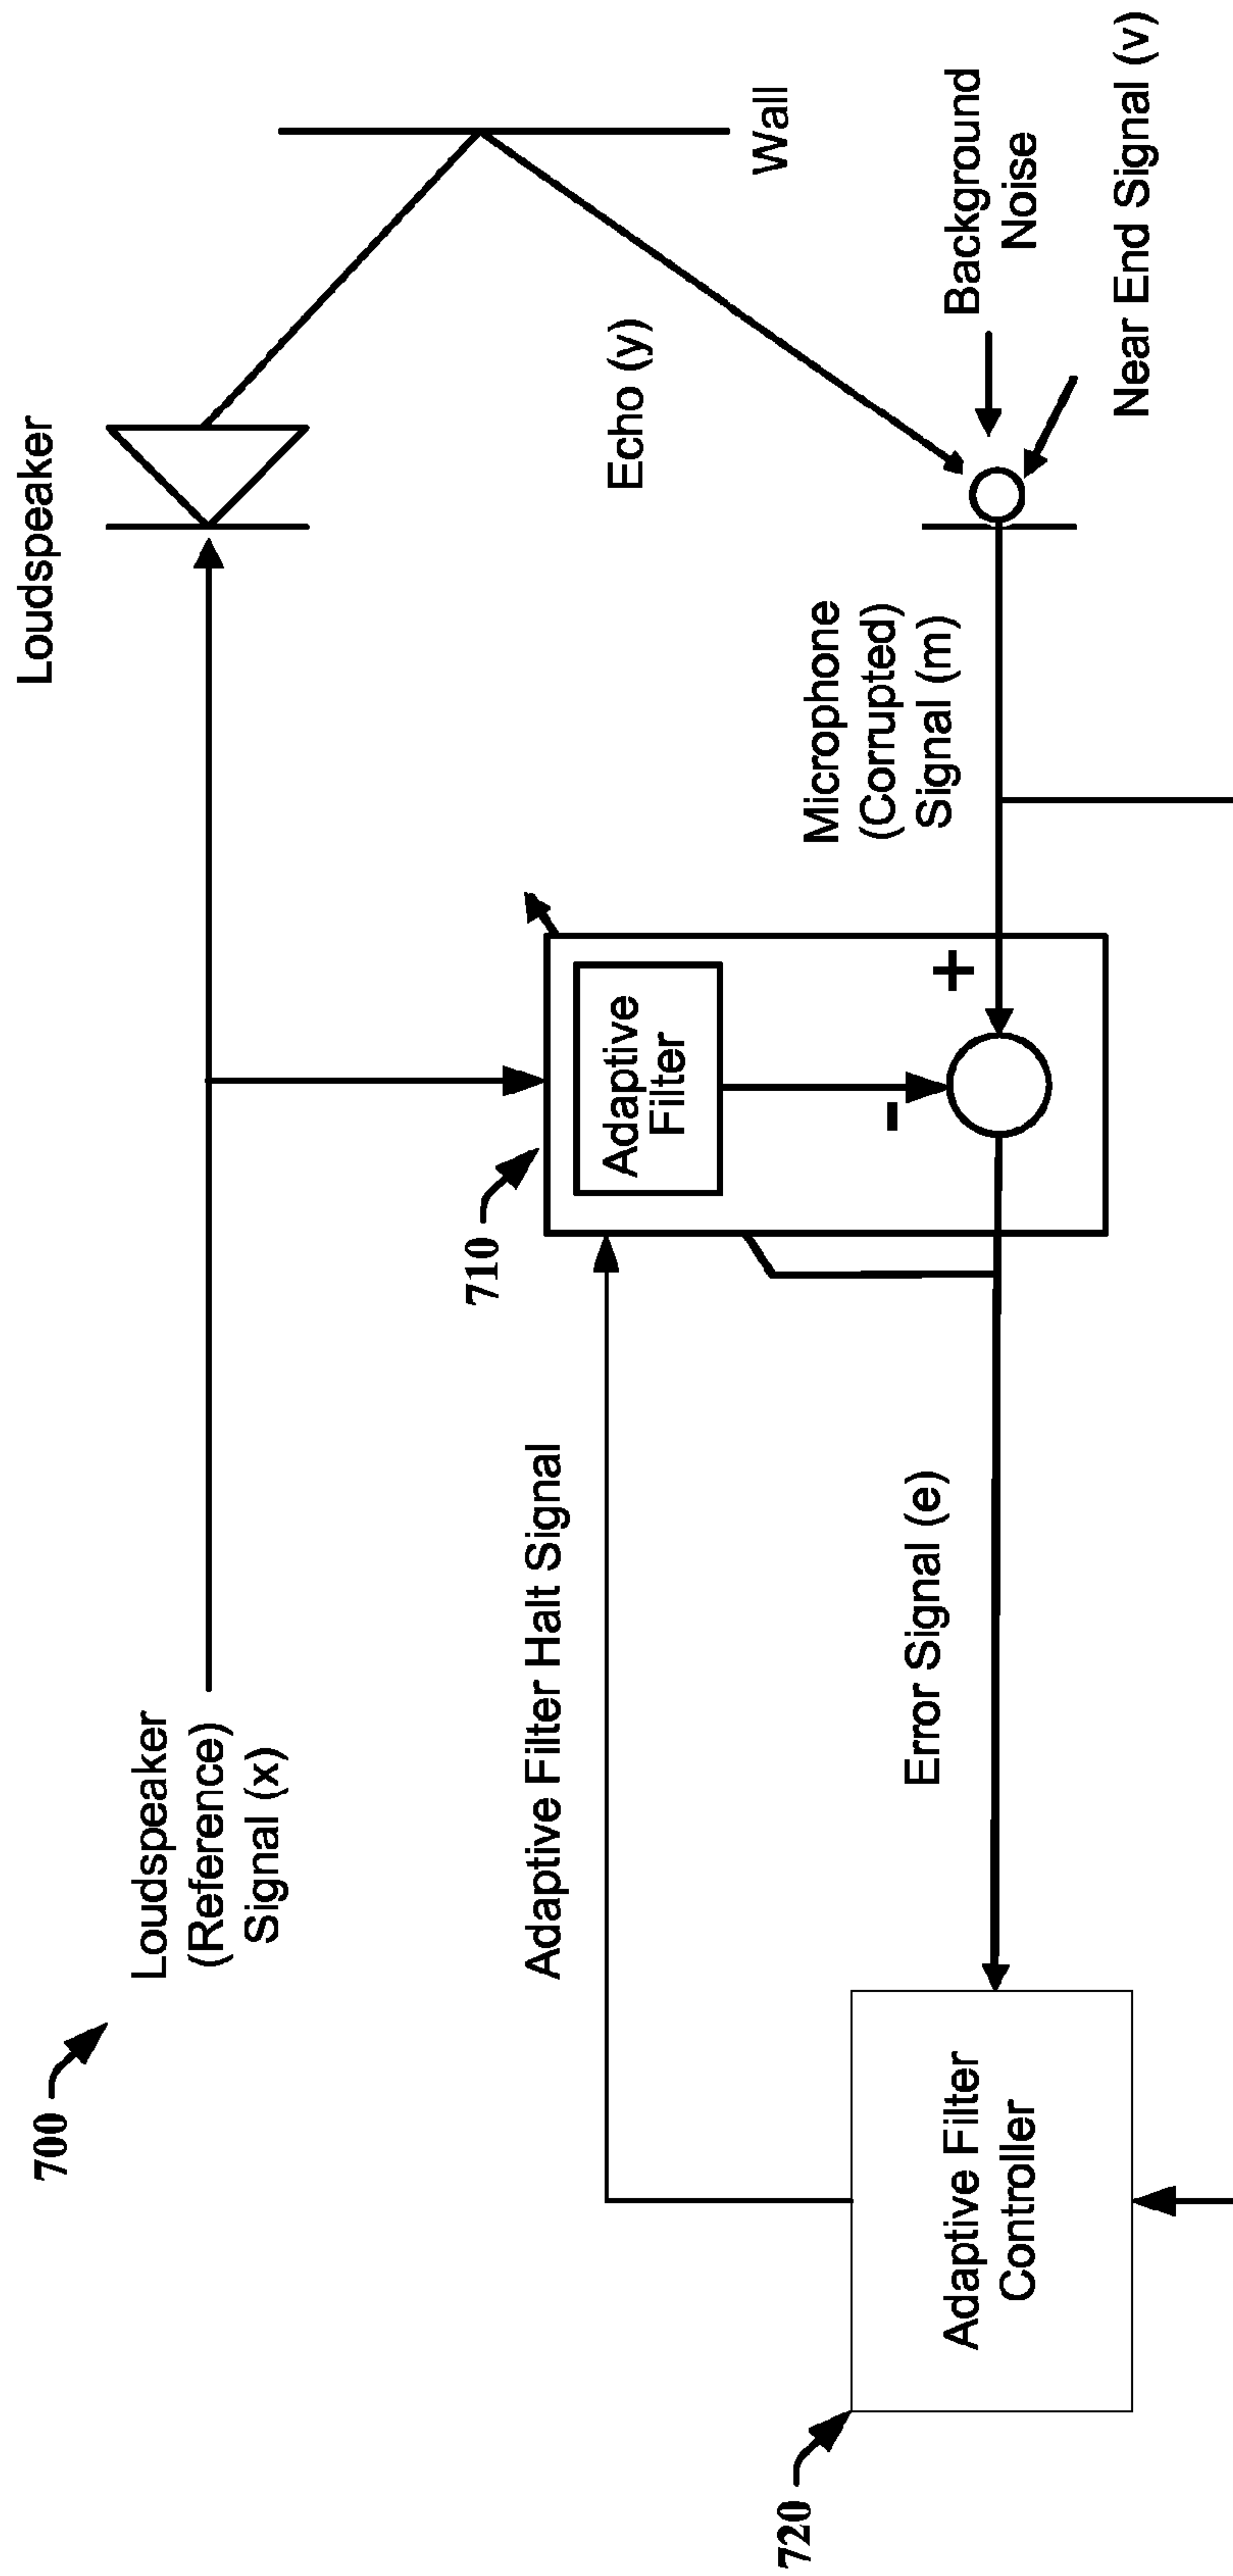 700
Loudspeaker
(Reference)
Signal (x)
Loudspeaker
Wall
Echo (y)
Background
Noise
Near End Signal (v)
Microphone
(Corrupted)
Signal (m)
710
Adaptive
Filter
+
-
Adaptive Filter Halt Signal
Error Signal (e)
720
Adaptive Filter
Controller